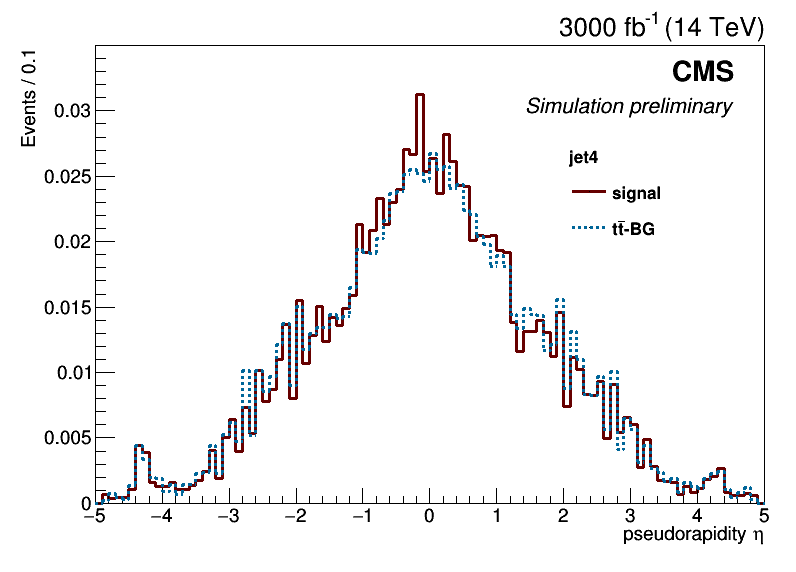 3000 fb⁻¹ (14 TeV)
Events / 0.1
CMS
Simulation preliminary
jet4
signal
tt̄-BG
0.03
0.025
0.02
0.015
0.01
0.005
0
−5 −4 −3 −2 −1 0 1 2 3 4 5
pseudorapidity η